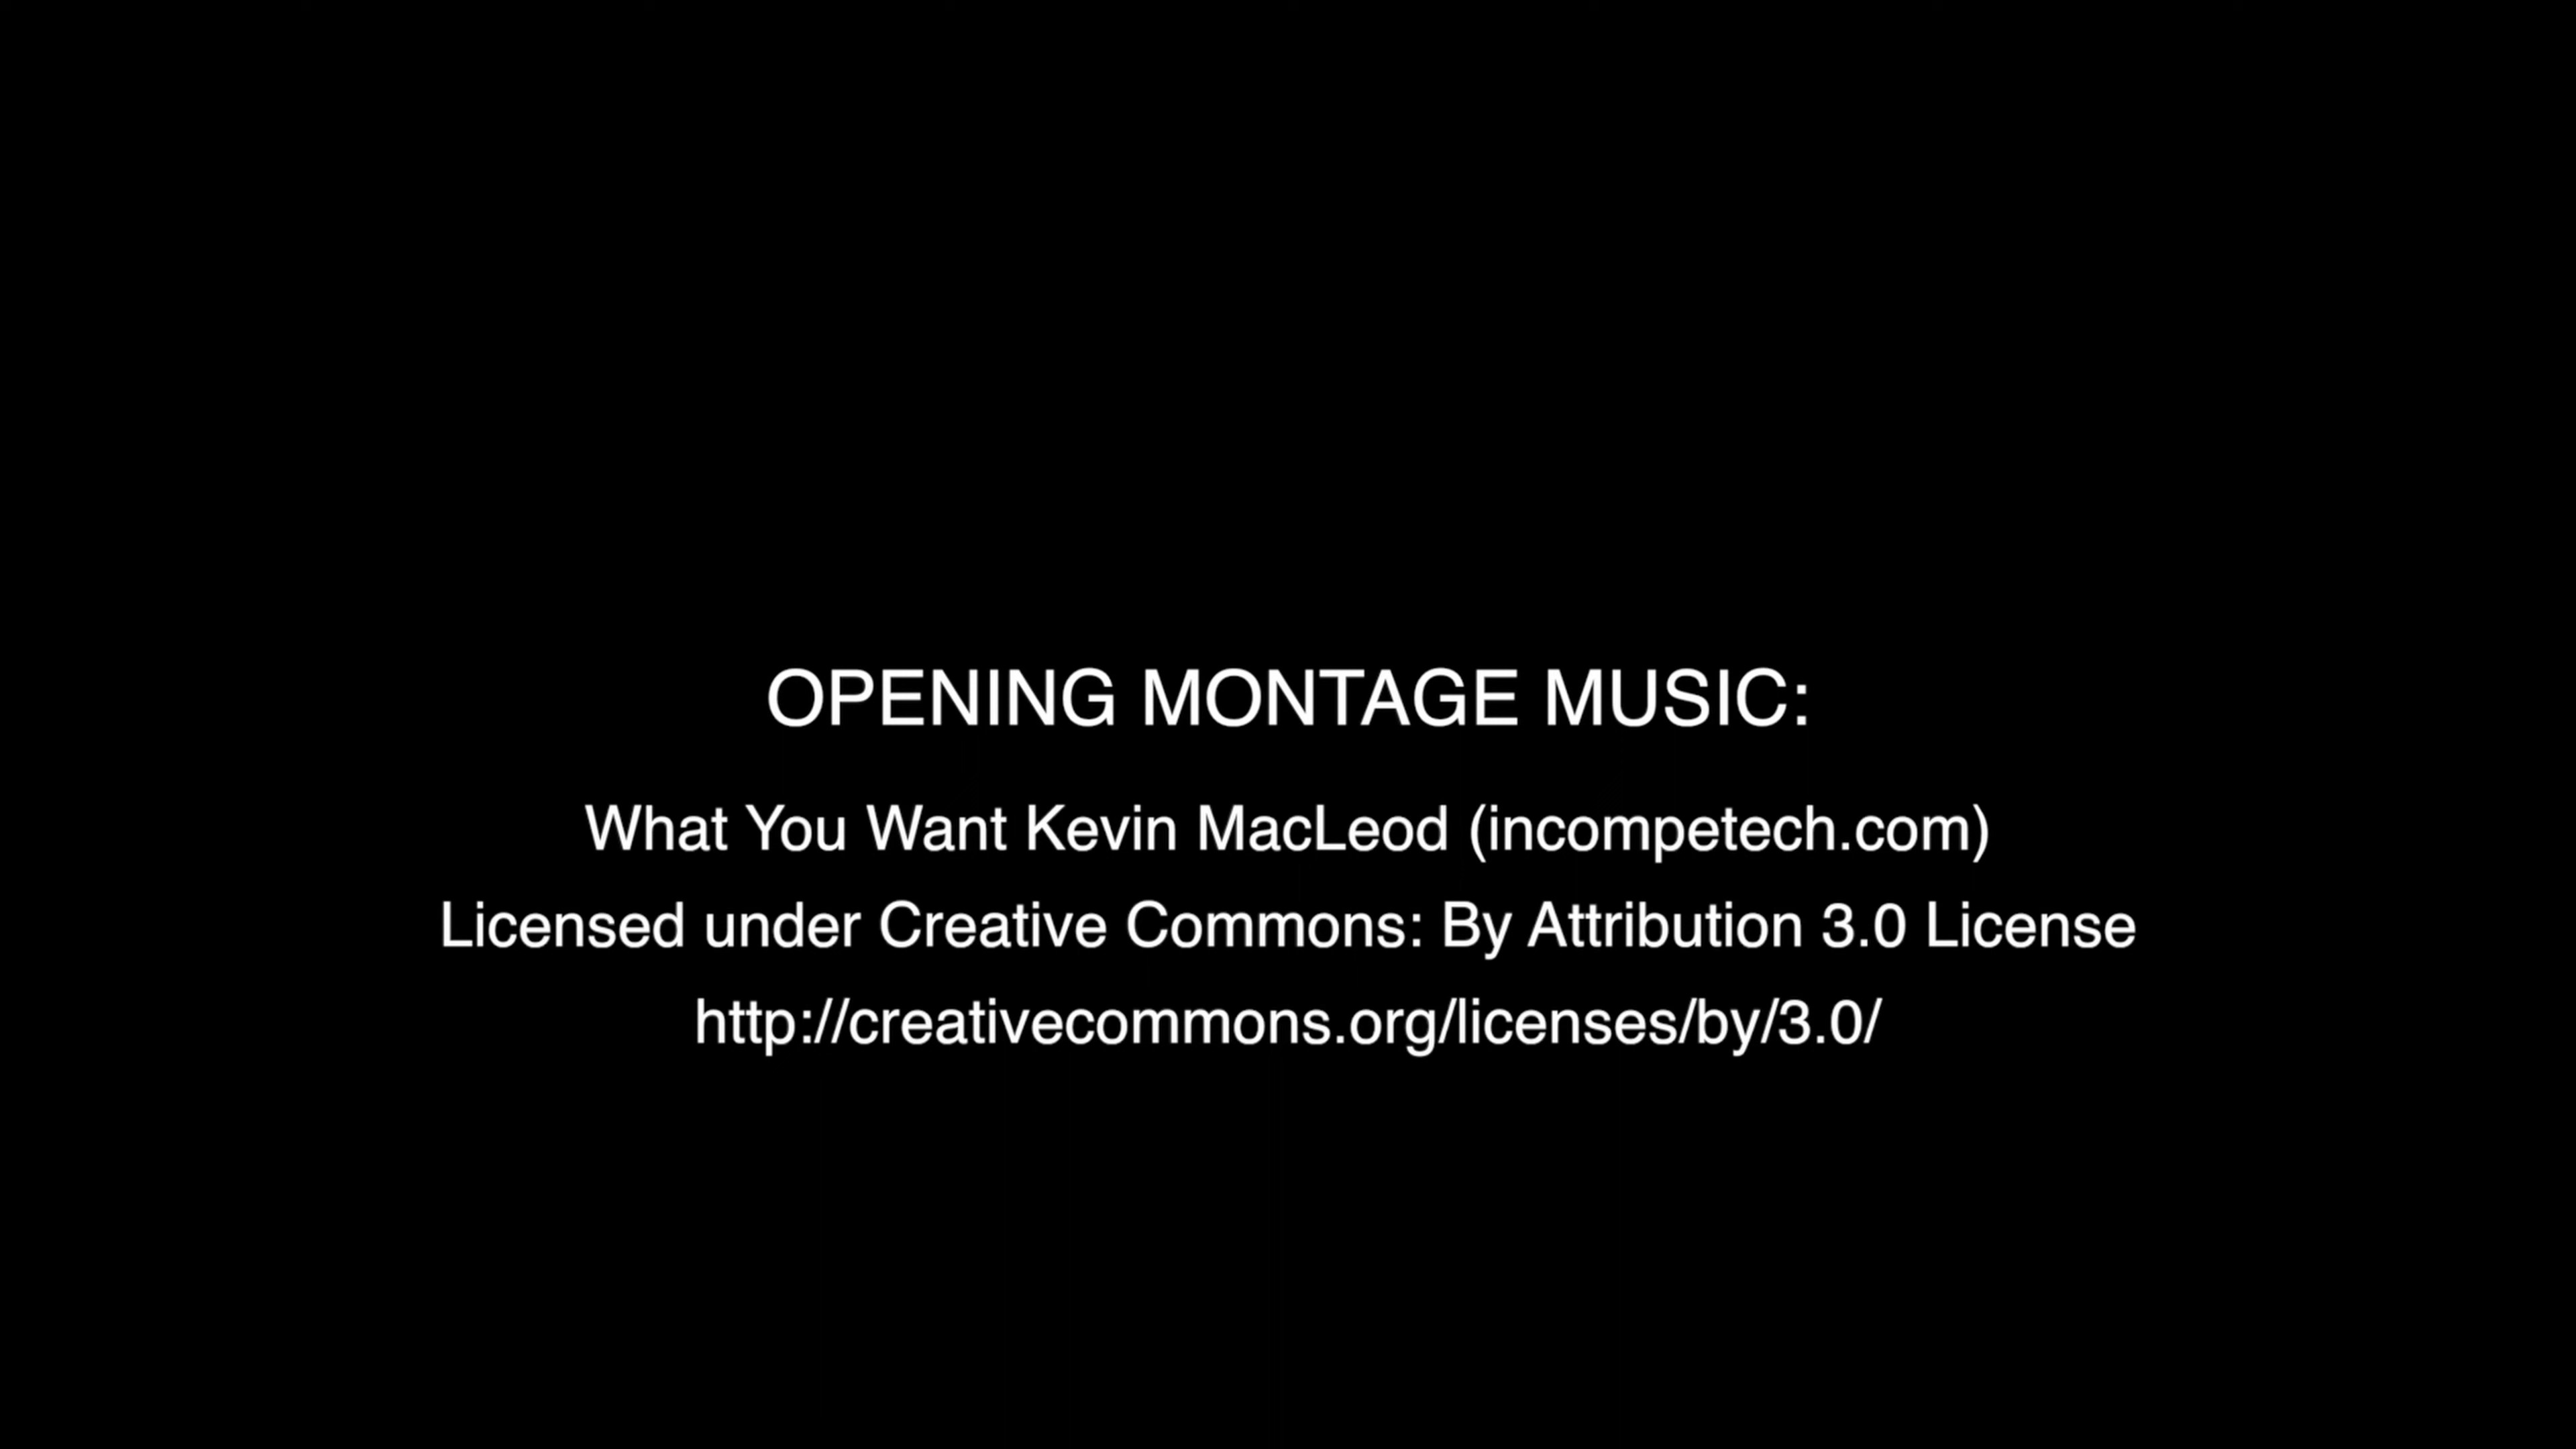 OPENING MONTAGE MUSIC:
What You Want Kevin MacLeod (incompetech.com)
Licensed under Creative Commons: By Attribution 3.0 License
http://creativecommons.org/licenses/by/3.0/